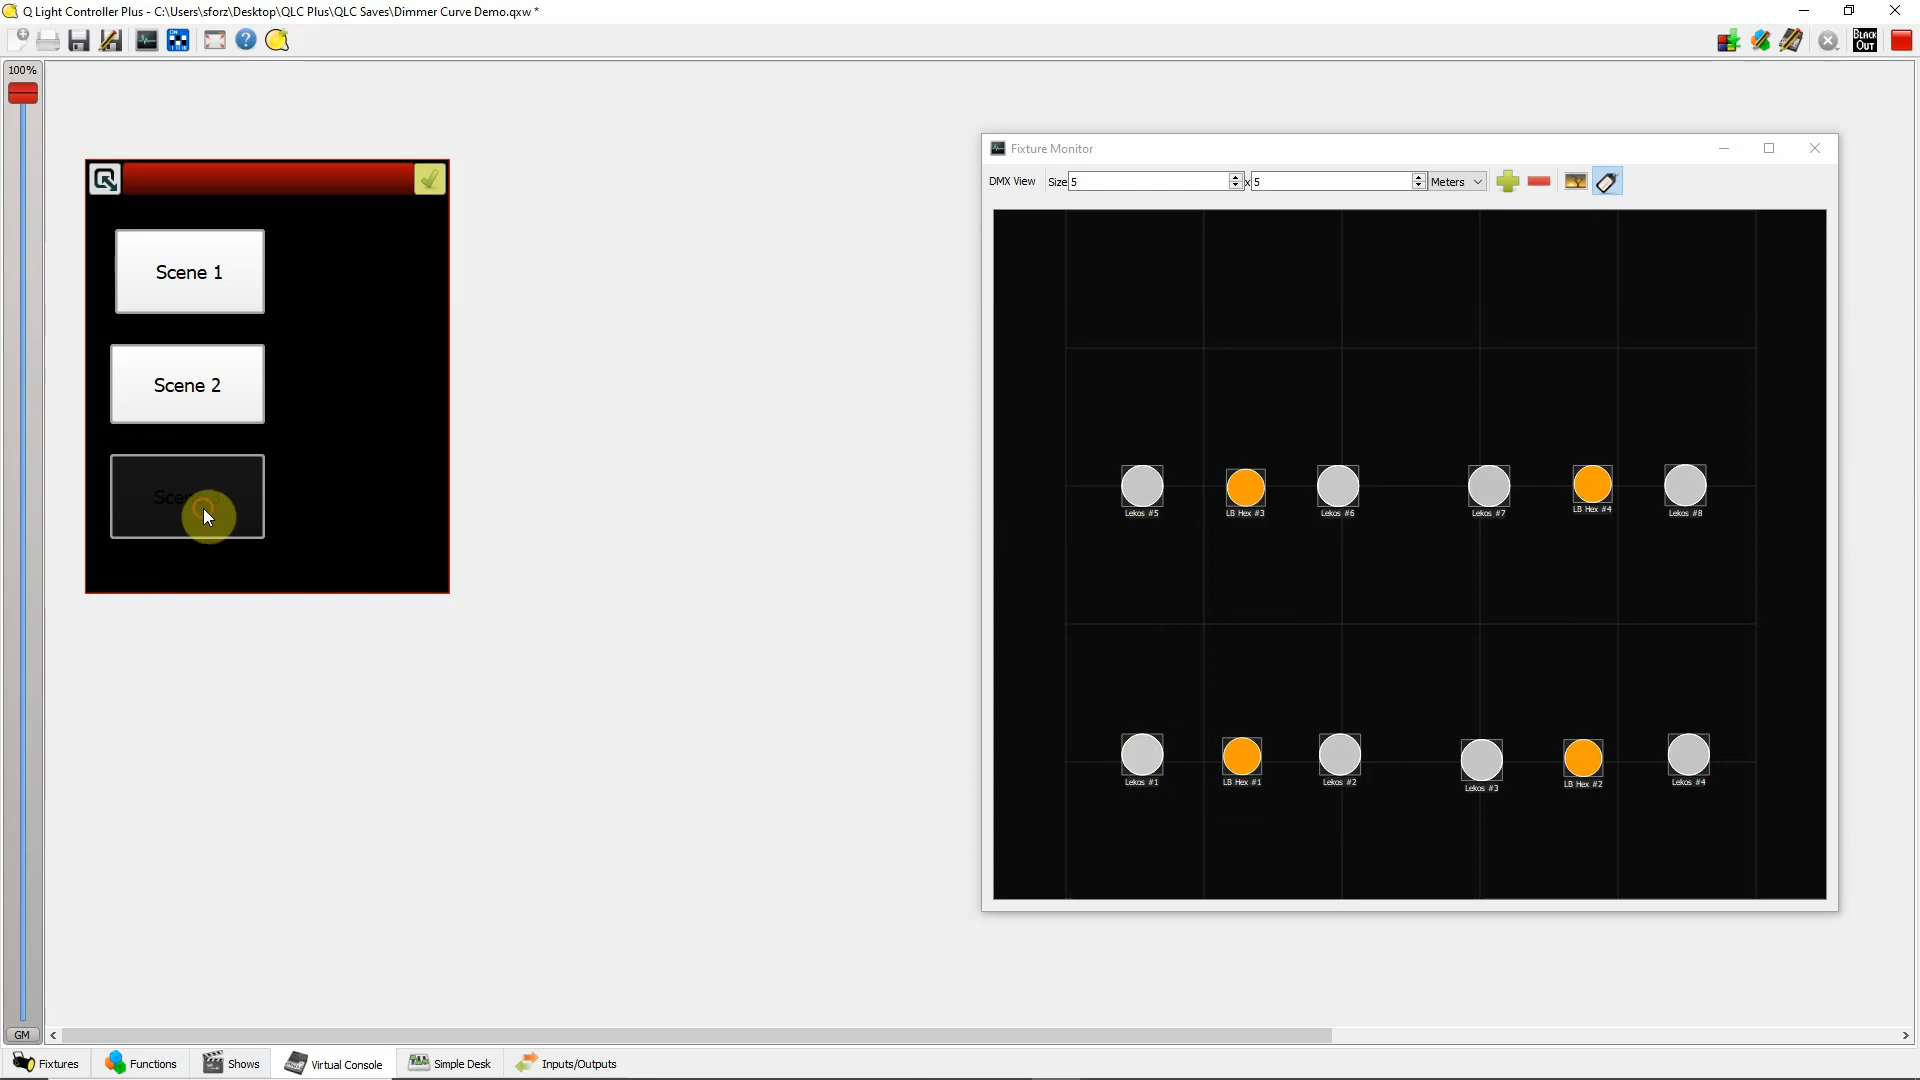 Q Light Controller Plus - C:\Users\sforz\Desktop\QLC Plus\QLC Saves\Dimmer Curve Demo.qxw *
ON
BLACK OUT
100%
Fixture Monitor
DMX View Size 5 x 5 Meters
Scene 1
Scene 2
Lekos #5 LB Hex #3 Lekos #6 Lekos #7 LB Hex #4 Lekos #8
Lekos #1 LB Hex #1 Lekos #2 Lekos #3 LB Hex #2 Lekos #4
GM
Fixtures Functions Shows Virtual Console Simple Desk Inputs/Outputs